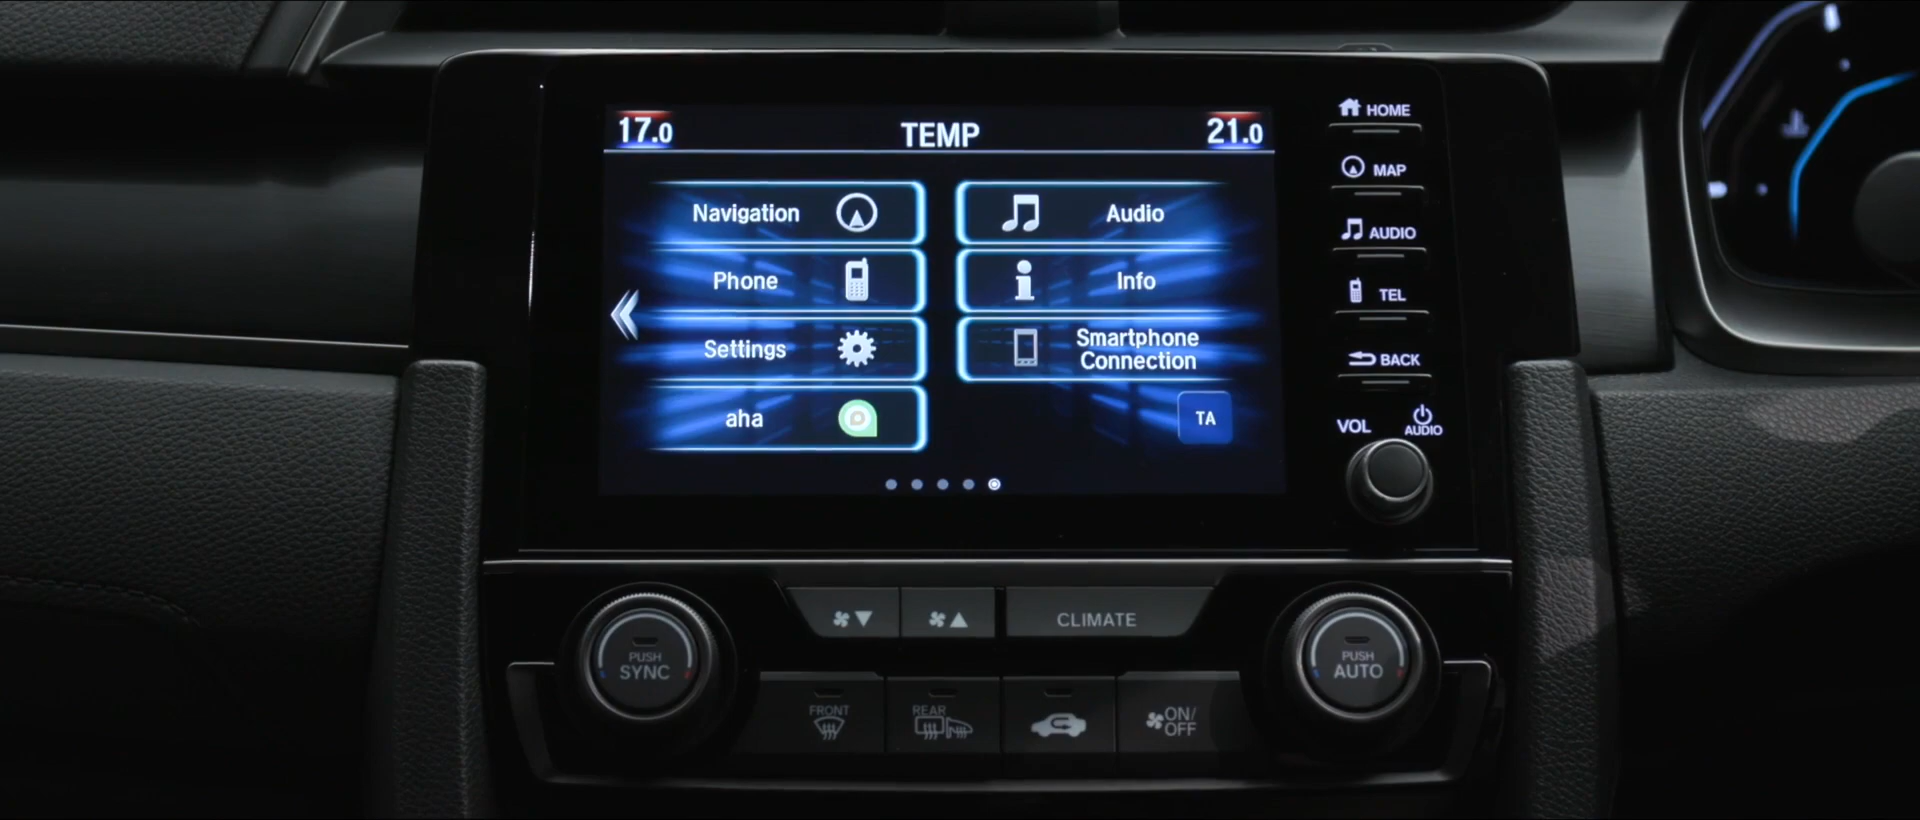 17.0 TEMP 21.0
Navigation
Audio
Phone
Info
Settings
Smartphone
Connection
aha
TA
HOME
MAP
AUDIO
TEL
BACK
VOL
AUDIO
CLIMATE
PUSH
SYNC
PUSH
AUTO
FRONT
REAR
ON/
OFF